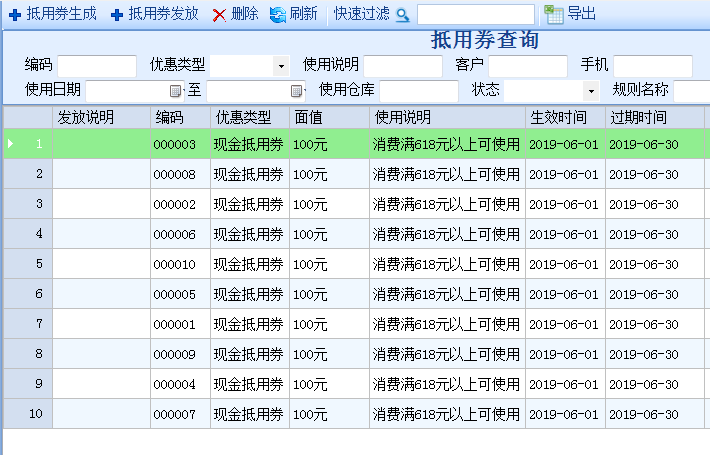 抵用券生成 抵用券发放 删除 刷新 快速过滤 导出
抵用券查询
编码 优惠类型 使用说明 客户 手机
使用日期 至 使用仓库 状态 规则名称
发放说明 编码 优惠类型 面值 使用说明 生效时间 过期时间
1 000003 现金抵用券 100元 消费满618元以上可使用 2019-06-01 2019-06-30
2 000008 现金抵用券 100元 消费满618元以上可使用 2019-06-01 2019-06-30
3 000002 现金抵用券 100元 消费满618元以上可使用 2019-06-01 2019-06-30
4 000006 现金抵用券 100元 消费满618元以上可使用 2019-06-01 2019-06-30
5 000010 现金抵用券 100元 消费满618元以上可使用 2019-06-01 2019-06-30
6 000005 现金抵用券 100元 消费满618元以上可使用 2019-06-01 2019-06-30
7 000001 现金抵用券 100元 消费满618元以上可使用 2019-06-01 2019-06-30
8 000009 现金抵用券 100元 消费满618元以上可使用 2019-06-01 2019-06-30
9 000004 现金抵用券 100元 消费满618元以上可使用 2019-06-01 2019-06-30
10 000007 现金抵用券 100元 消费满618元以上可使用 2019-06-01 2019-06-30